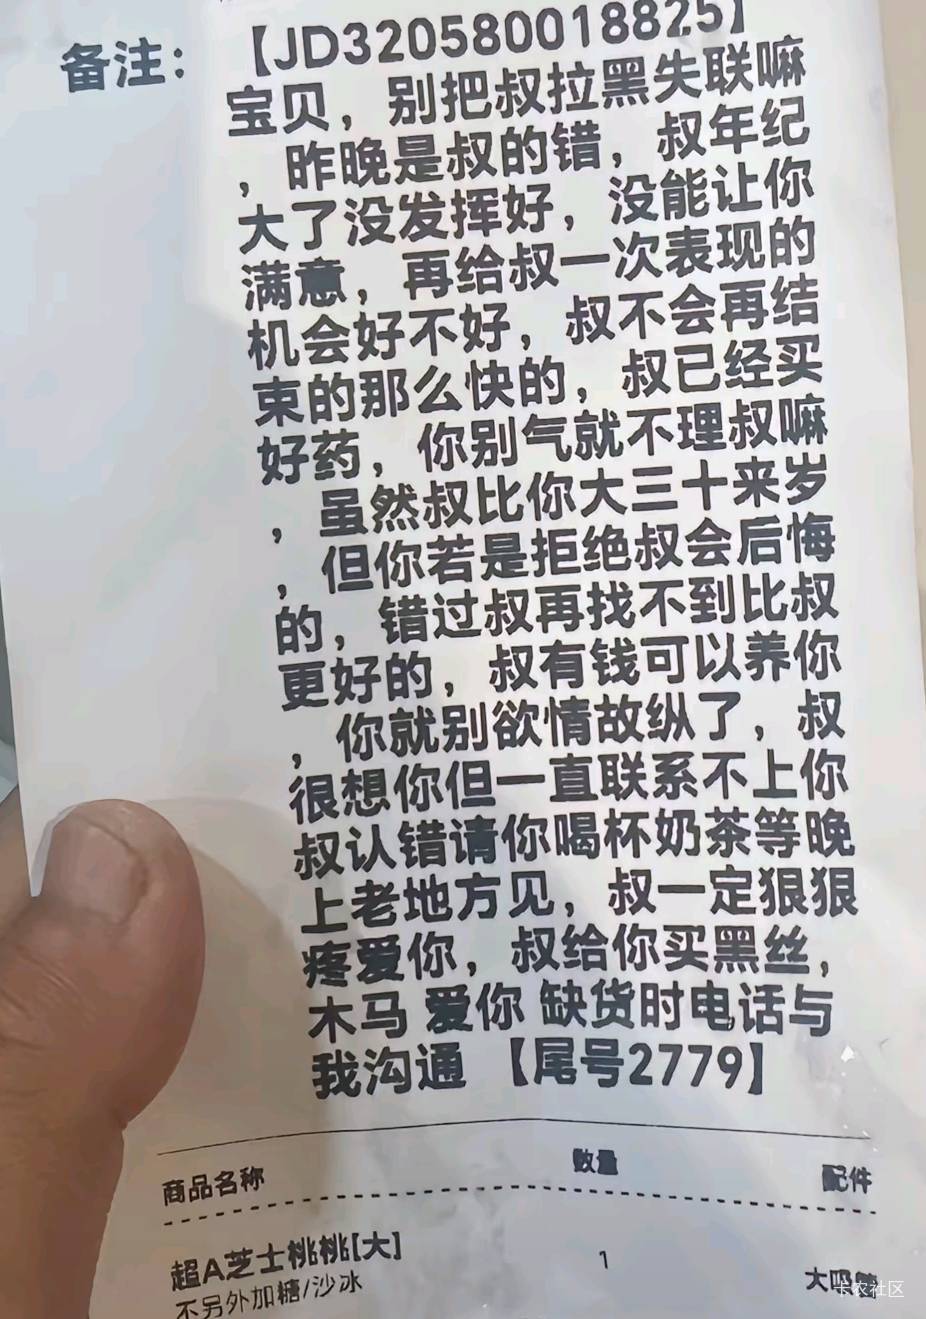 备注：【JD320580018825】
宝贝，别把叔拉黑失联嘛
，昨晚是叔的错，叔年纪
大了没发挥好，没能让你
满意，再给叔一次表现的
机会好不好，叔不会再结
束的那么快的，叔已经买
好药，你别气就不理叔嘛
，虽然叔比你大三十来岁
，但你若是拒绝叔会后悔
的，错过叔再找不到比叔
更好的，叔有钱可以养你
，你就别欲情故纵了，叔
很想你但一直联系不上你
叔认错请你喝杯奶茶等晚
上老地方见，叔一定狠狠
疼爱你，叔给你买黑丝，
木马 爱你 缺货时电话与
我沟通 【尾号2779】
商品名称 数量 配件
超A芝士桃桃[大] 1 大吸管
不另外加糖/沙冰
卡农社区